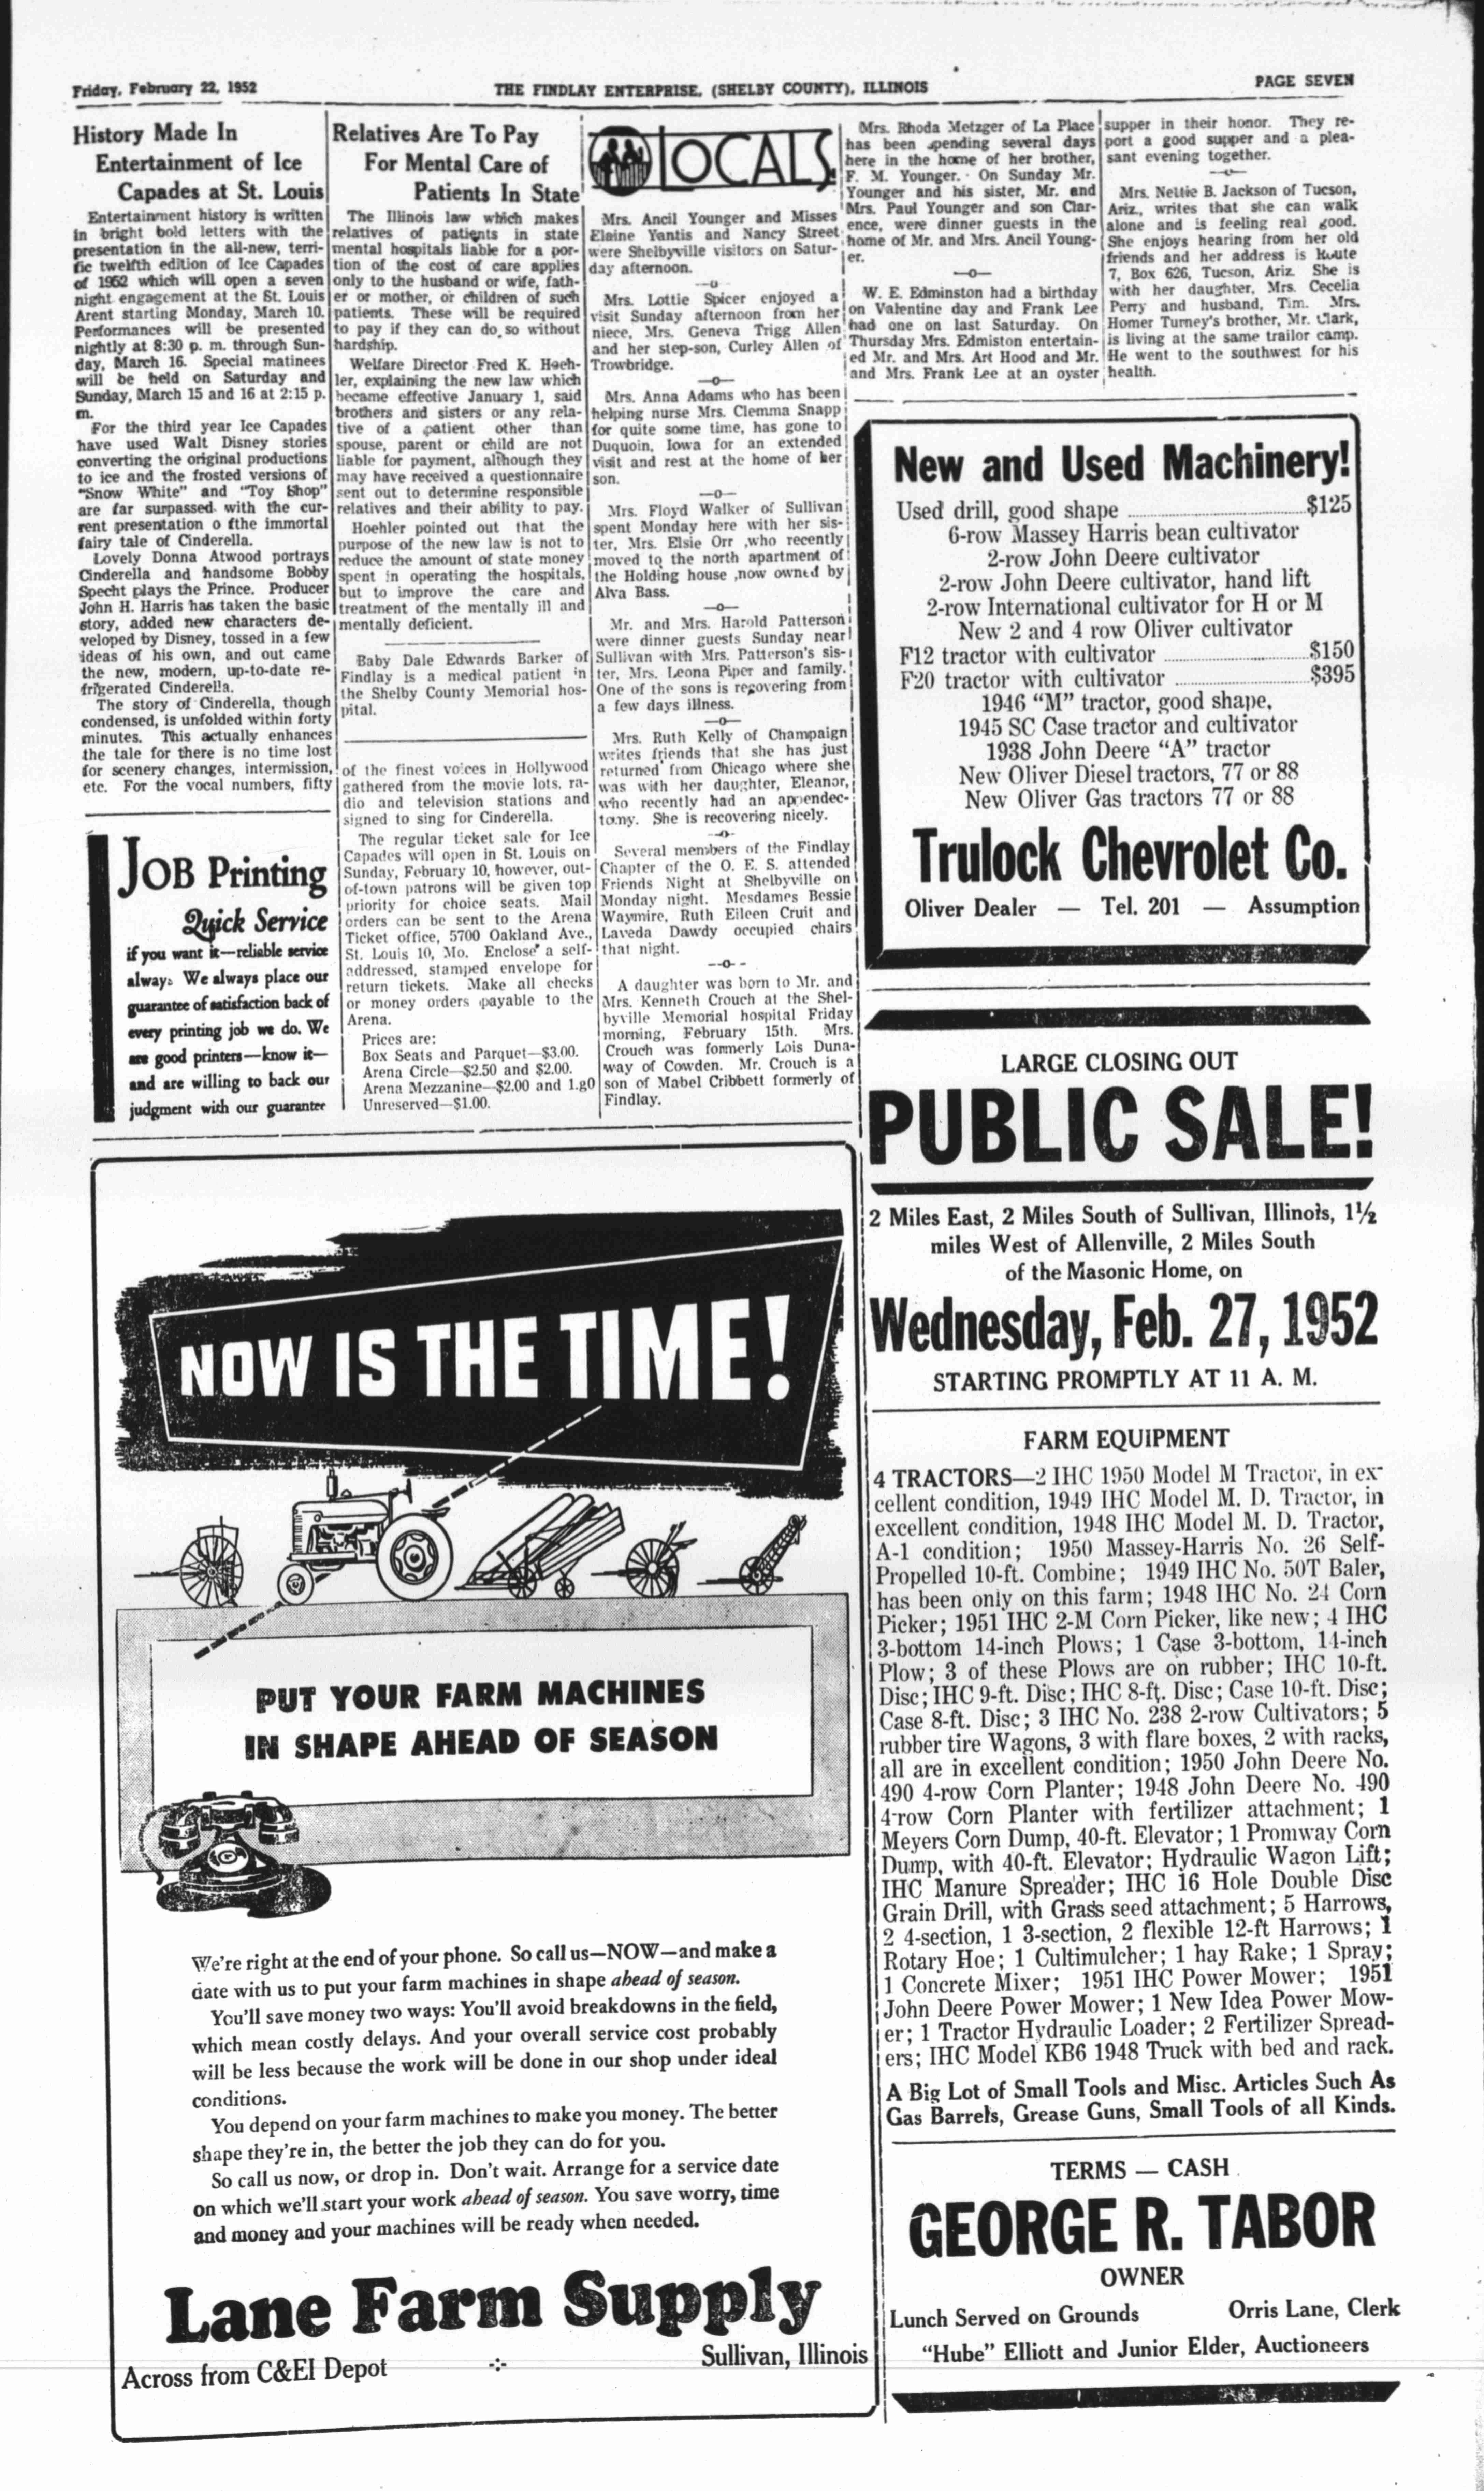 Friday, February 22, 1952
THE FINDLAY ENTERPRISE, (SHELBY COUNTY), ILLINOIS
PAGE SEVEN
History Made In
Entertainment of Ice
Capades at St. Louis
Entertainment history is written
in bright bold letters with the
presentation in the all-new, terri-
fic twelfth edition of Ice Capades
of 1952 which will open a seven
night engagement at the St. Louis
Arent starting Monday, March 10.
Performances will be presented
nightly at 8:30 p. m. through Sun-
day, March 16. Special matinees
will be held on Saturday and
Sunday, March 15 and 16 at 2:15 p.
m.
For the third year Ice Capades
have used Walt Disney stories
converting the original productions
to ice and the frosted versions of
"Snow White" and "Toy Shop"
are far surpassed with the cur-
rent presentation o fthe immortal
fairy tale of Cinderella.
Lovely Donna Atwood portrays
Cinderella and handsome Bobby
Specht plays the Prince. Producer
John H. Harris has taken the basic
story, added new characters de-
veloped by Disney, tossed in a few
ideas of his own, and out came
the new, modern, up-to-date re-
frigerated Cinderella.
The story of Cinderella, though
condensed, is unfolded within forty
minutes. This actually enhances
the tale for there is no time lost
for scenery changes, intermission,
etc. For the vocal numbers, fifty
JOB Printing
Quick Service
if you want it—reliable service
always. We always place our
guarantee of satisfaction back of
every printing job we do. We
are good printers—know it—
and are willing to back our
judgment with our guarantee
Relatives Are To Pay
For Mental Care of
Patients In State
The Illinois law which makes
relatives of patients in state
mental hospitals liable for a por-
tion of the cost of care applies
only to the husband or wife, fath-
er or mother, or children of such
patients. These will be required
to pay if they can do so without
hardship.
Welfare Director Fred K. Hoeh-
ler, explaining the new law which
became effective January 1, said
brothers and sisters or any rela-
tive of a patient other than
spouse, parent or child are not
liable for payment, although they
may have received a questionnaire
sent out to determine responsible
relatives and their ability to pay.
Hoehler pointed out that the
purpose of the new law is not to
reduce the amount of state money
spent in operating the hospitals,
but to improve the care and
treatment of the mentally ill and
mentally deficient.
Baby Dale Edwards Barker of
Findlay is a medical patient in
the Shelby County Memorial hos-
pital.
of the finest voices in Hollywood
gathered from the movie lots, ra-
dio and television stations and
signed to sing for Cinderella.
The regular ticket sale for Ice
Capades will open in St. Louis on
Sunday, February 10, however, out-
of-town patrons will be given top
priority for choice seats. Mail
orders can be sent to the Arena
Ticket office, 5700 Oakland Ave.,
St. Louis 10, Mo. Enclose a self-
addressed, stamped envelope for
return tickets. Make all checks
or money orders payable to the
Arena.
Prices are:
Box Seats and Parquet—$3.00.
Arena Circle—$2.50 and $2.00.
Arena Mezzanine—$2.00 and 1.g0
Unreserved—$1.00.
LOCALS
Mrs. Ancil Younger and Misses
Elaine Yantis and Nancy Street
were Shelbyville visitors on Satur-
day afternoon.
—o—
Mrs. Lottie Spicer enjoyed a
visit Sunday afternoon from her
niece, Mrs. Geneva Trigg Allen
and her step-son, Curley Allen of
Trowbridge.
—o—
Mrs. Anna Adams who has been
helping nurse Mrs. Clemma Snapp
for quite some time, has gone to
Duquoin, Iowa for an extended
visit and rest at the home of her
son.
—o—
Mrs. Floyd Walker of Sullivan
spent Monday here with her sis-
ter, Mrs. Elsie Orr ,who recently
moved to the north apartment of
the Holding house ,now owned by
Alva Bass.
—o—
Mr. and Mrs. Harold Patterson
were dinner guests Sunday near
Sullivan with Mrs. Patterson's sis-
ter, Mrs. Leona Piper and family.
One of the sons is recovering from
a few days illness.
—o—
Mrs. Ruth Kelly of Champaign
writes friends that she has just
returned from Chicago where she
was with her daughter, Eleanor,
who recently had an appendec-
tomy. She is recovering nicely.
—o—
Several members of the Findlay
Chapter of the O. E. S. attended
Friends Night at Shelbyville on
Monday night. Mesdames Bessie
Waymire, Ruth Eileen Cruit and
Laveda Dawdy occupied chairs
that night.
—o—
A daughter was born to Mr. and
Mrs. Kenneth Crouch at the Shel-
byville Memorial hospital Friday
morning, February 15th. Mrs.
Crouch was formerly Lois Duna-
way of Cowden. Mr. Crouch is a
son of Mabel Cribbett formerly of
Findlay.
Mrs. Rhoda Metzger of La Place
has been spending several days
here in the home of her brother,
F. M. Younger. On Sunday Mr.
Younger and his sister, Mr. and
Mrs. Paul Younger and son Clar-
ence, were dinner guests in the
home of Mr. and Mrs. Ancil Young-
er.
—o—
W. E. Edminston had a birthday
on Valentine day and Frank Lee
had one on last Saturday. On
Thursday Mrs. Edmiston entertain-
ed Mr. and Mrs. Art Hood and Mr.
and Mrs. Frank Lee at an oyster
supper in their honor. They re-
port a good supper and a plea-
sant evening together.
—o—
Mrs. Nettie B. Jackson of Tucson,
Ariz., writes that she can walk
alone and is feeling real good.
She enjoys hearing from her old
friends and her address is Route
7, Box 626, Tucson, Ariz. She is
with her daughter, Mrs. Cecelia
Perry and husband, Tim. Mrs.
Homer Turney's brother, Mr. Clark,
is living at the same trailor camp.
He went to the southwest for his
health.
New and Used Machinery!
Used drill, good shape ........ $125
6-row Massey Harris bean cultivator
2-row John Deere cultivator
2-row John Deere cultivator, hand lift
2-row International cultivator for H or M
New 2 and 4 row Oliver cultivator
F12 tractor with cultivator ........ $150
F20 tractor with cultivator ........ $395
1946 "M" tractor, good shape,
1945 SC Case tractor and cultivator
1938 John Deere "A" tractor
New Oliver Diesel tractors, 77 or 88
New Oliver Gas tractors 77 or 88
Trulock Chevrolet Co.
Oliver Dealer — Tel. 201 — Assumption
LARGE CLOSING OUT
PUBLIC SALE!
2 Miles East, 2 Miles South of Sullivan, Illinois, 1½
miles West of Allenville, 2 Miles South
of the Masonic Home, on
Wednesday, Feb. 27, 1952
STARTING PROMPTLY AT 11 A. M.
FARM EQUIPMENT
4 TRACTORS—2 IHC 1950 Model M Tractor, in ex-
cellent condition, 1949 IHC Model M. D. Tractor, in
excellent condition, 1948 IHC Model M. D. Tractor,
A-1 condition; 1950 Massey-Harris No. 26 Self-
Propelled 10-ft. Combine; 1949 IHC No. 50T Baler,
has been only on this farm; 1948 IHC No. 24 Corn
Picker; 1951 IHC 2-M Corn Picker, like new; 4 IHC
3-bottom 14-inch Plows; 1 Case 3-bottom, 14-inch
Plow; 3 of these Plows are on rubber; IHC 10-ft.
Disc; IHC 9-ft. Disc; IHC 8-ft. Disc; Case 10-ft. Disc;
Case 8-ft. Disc; 3 IHC No. 238 2-row Cultivators; 5
rubber tire Wagons, 3 with flare boxes, 2 with racks,
all are in excellent condition; 1950 John Deere No.
490 4-row Corn Planter; 1948 John Deere No. 490
4-row Corn Planter with fertilizer attachment; 1
Meyers Corn Dump, 40-ft. Elevator; 1 Promway Corn
Dump, with 40-ft. Elevator; Hydraulic Wagon Lift;
IHC Manure Spreader; IHC 16 Hole Double Disc
Grain Drill, with Grass seed attachment; 5 Harrows,
2 4-section, 1 3-section, 2 flexible 12-ft Harrows; 1
Rotary Hoe; 1 Cultimulcher; 1 hay Rake; 1 Spray;
1 Concrete Mixer; 1951 IHC Power Mower; 1951
John Deere Power Mower; 1 New Idea Power Mow-
er; 1 Tractor Hydraulic Loader; 2 Fertilizer Spread-
ers; IHC Model KB6 1948 Truck with bed and rack.
A Big Lot of Small Tools and Misc. Articles Such As
Gas Barrels, Grease Guns, Small Tools of all Kinds.
TERMS — CASH
GEORGE R. TABOR
OWNER
Lunch Served on Grounds
Orris Lane, Clerk
"Hube" Elliott and Junior Elder, Auctioneers
NOW IS THE TIME!
PUT YOUR FARM MACHINES
IN SHAPE AHEAD OF SEASON
We're right at the end of your phone. So call us—NOW—and make a
date with us to put your farm machines in shape ahead of season.
You'll save money two ways: You'll avoid breakdowns in the field,
which mean costly delays. And your overall service cost probably
will be less because the work will be done in our shop under ideal
conditions.
You depend on your farm machines to make you money. The better
shape they're in, the better the job they can do for you.
So call us now, or drop in. Don't wait. Arrange for a service date
on which we'll start your work ahead of season. You save worry, time
and money and your machines will be ready when needed.
Lane Farm Supply
Across from C&EI Depot -:- Sullivan, Illinois